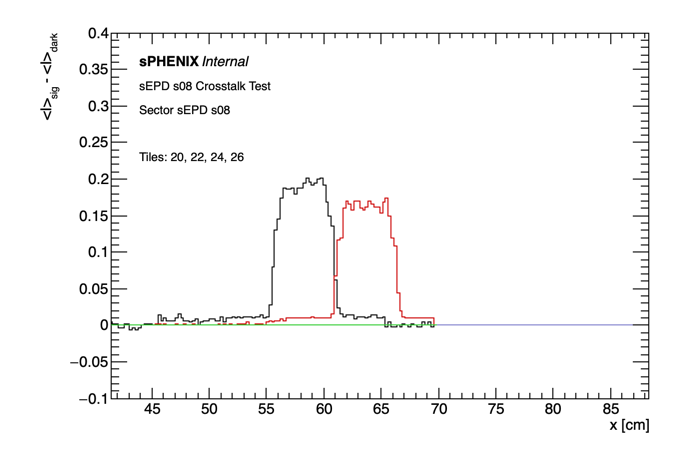 <I>sig - <I>dark
0.4
0.35
0.3
0.25
0.2
0.15
0.1
0.05
0
−0.05
−0.1
sPHENIX Internal
sEPD s08 Crosstalk Test
Sector sEPD s08
Tiles: 20, 22, 24, 26
45 50 55 60 65 70 75 80 85
x [cm]